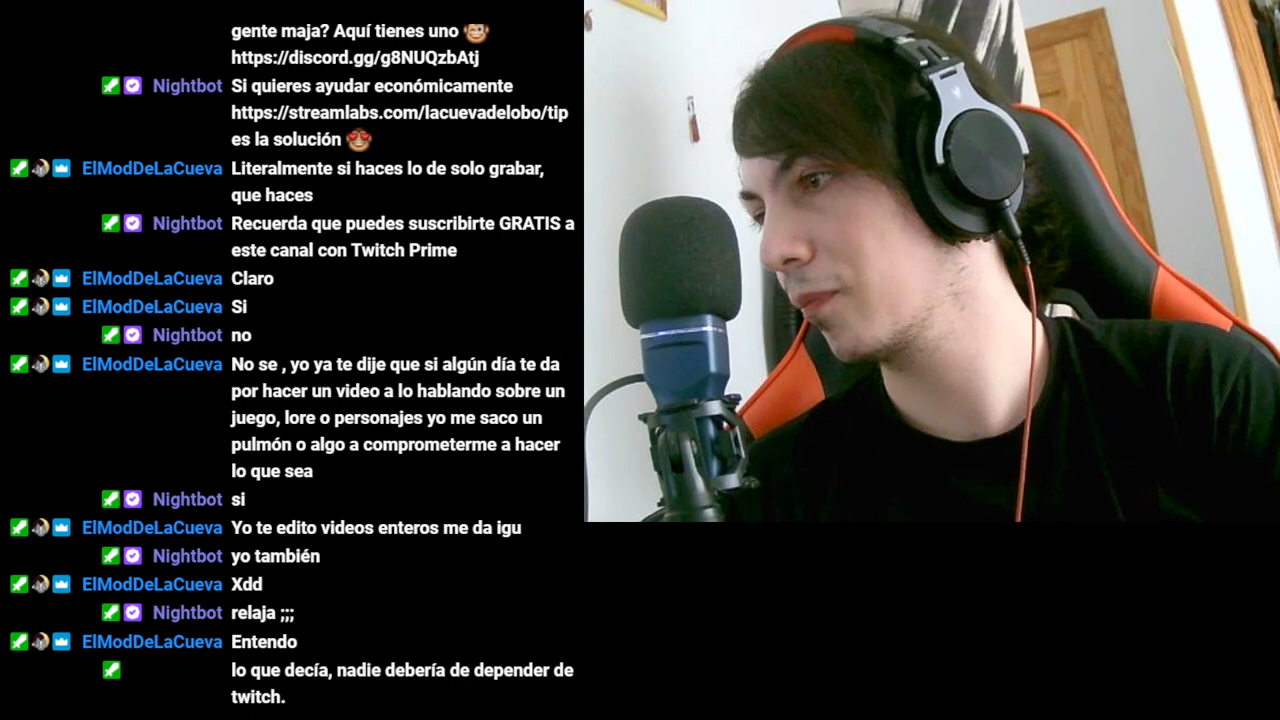 gente maja? Aquí tienes uno
https://discord.gg/g8NUQzbAtj
Nightbot Si quieres ayudar económicamente
https://streamlabs.com/lacuevadelobo/tip
es la solución
ElModDeLaCueva Literalmente si haces lo de solo grabar,
que haces
Nightbot Recuerda que puedes suscribirte GRATIS a
este canal con Twitch Prime
ElModDeLaCueva Claro
ElModDeLaCueva Si
Nightbot no
ElModDeLaCueva No se , yo ya te dije que si algún día te da
por hacer un video a lo hablando sobre un
juego, lore o personajes yo me saco un
pulmón o algo a comprometerme a hacer
lo que sea
Nightbot si
ElModDeLaCueva Yo te edito videos enteros me da igu
Nightbot yo también
ElModDeLaCueva Xdd
Nightbot relaja ;;;
ElModDeLaCueva Entendo
lo que decía, nadie debería de depender de
twitch.